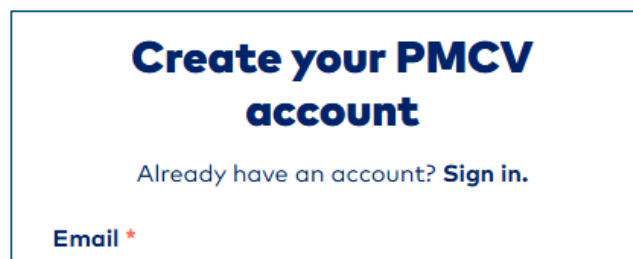 Create your PMCV
account
Already have an account? Sign in.
Email *